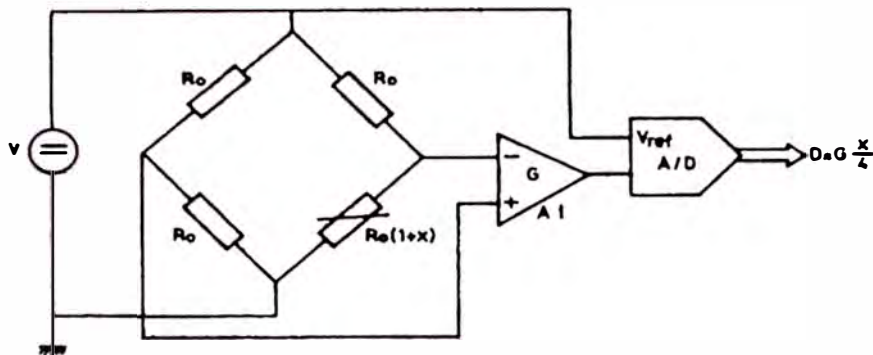 Ro
Ro
V
Vref
A/D
D=G x/4
G
A1
Ro
Ro(1+x)